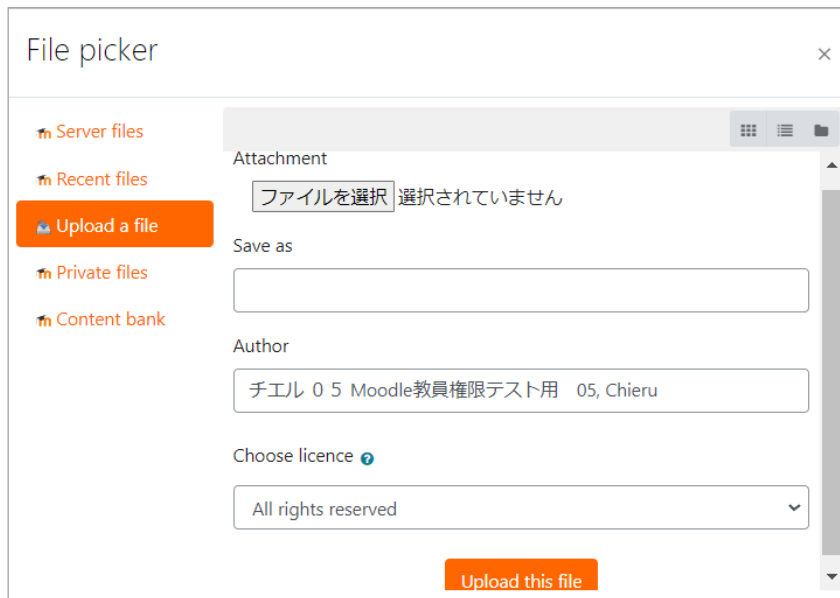 File picker
×
Server files
Recent files
Upload a file
Private files
Content bank
Attachment
ファイルを選択 選択されていません
Save as
Author
チエル ０５ Moodle教員権限テスト用　05, Chieru
Choose licence
All rights reserved
Upload this file